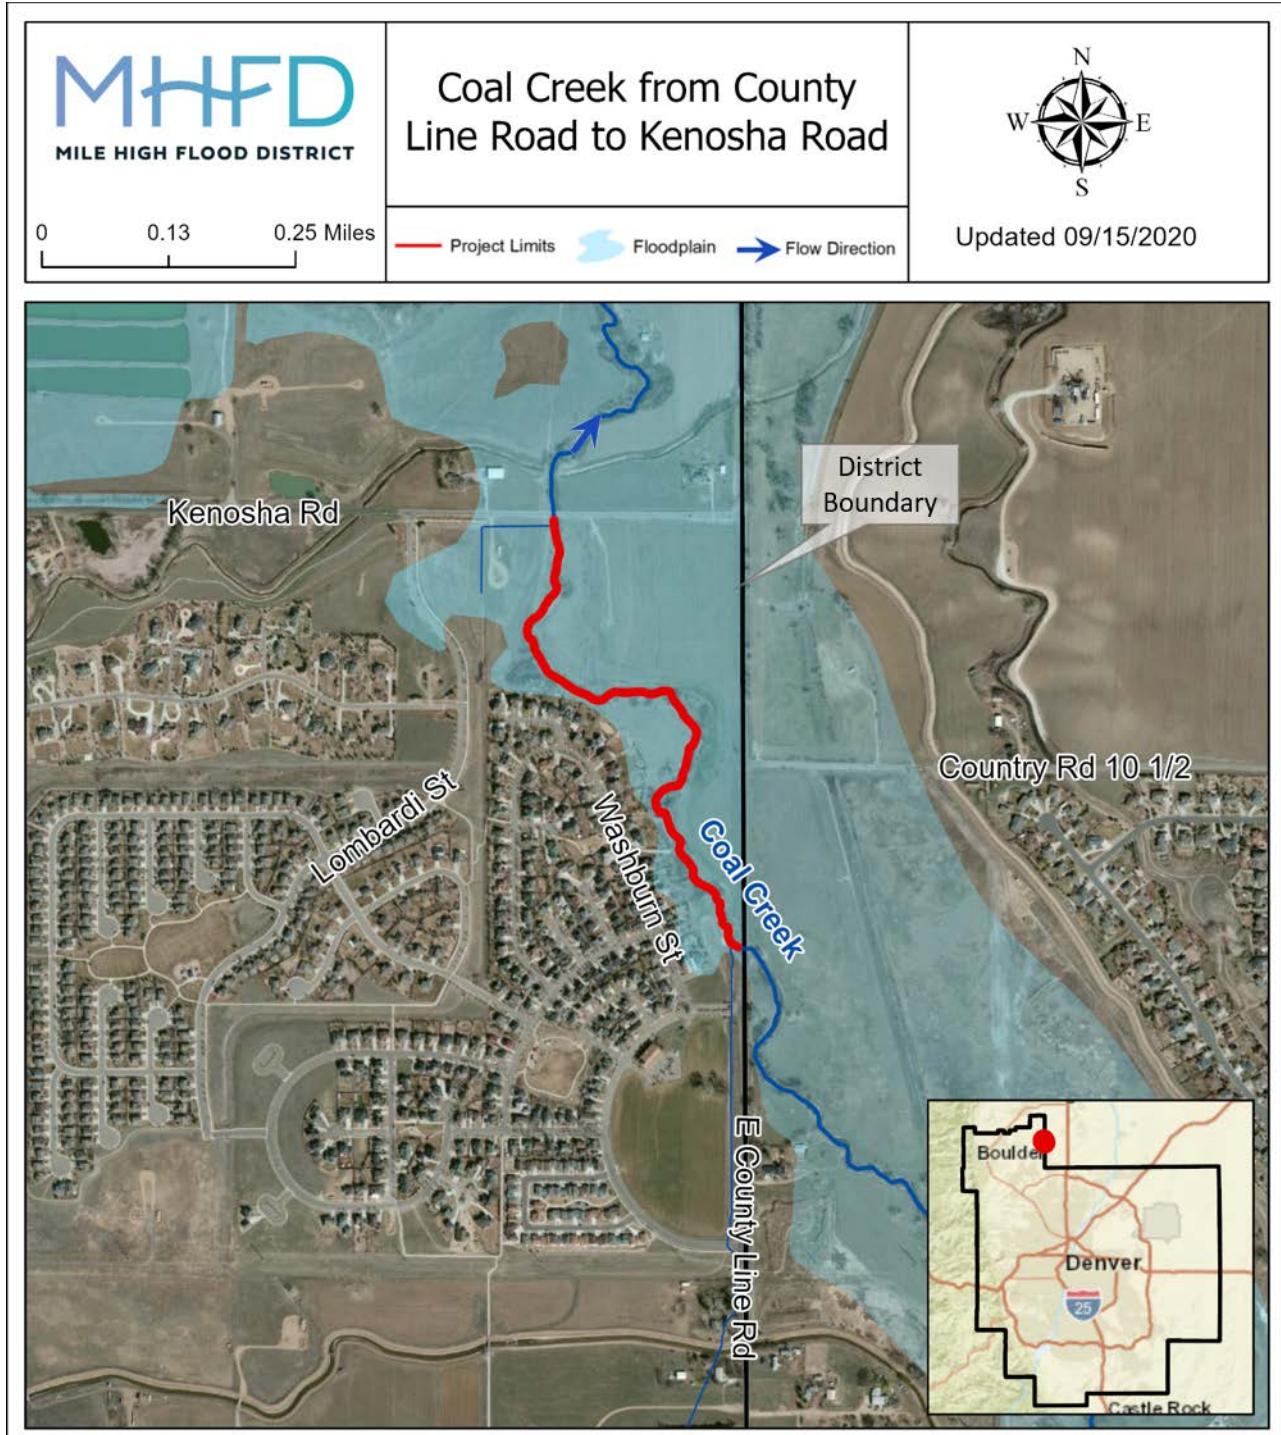 MHFD
MILE HIGH FLOOD DISTRICT
0 0.13 0.25 Miles
Coal Creek from County
Line Road to Kenosha Road
Project Limits Floodplain Flow Direction
N
W E
S
Updated 09/15/2020
District
Boundary
Kenosha Rd
Country Rd 10 1/2
Lombardi St
Washburn St
Coal Creek
E County Line Rd
Boulder
Denver
25
Castle Rock